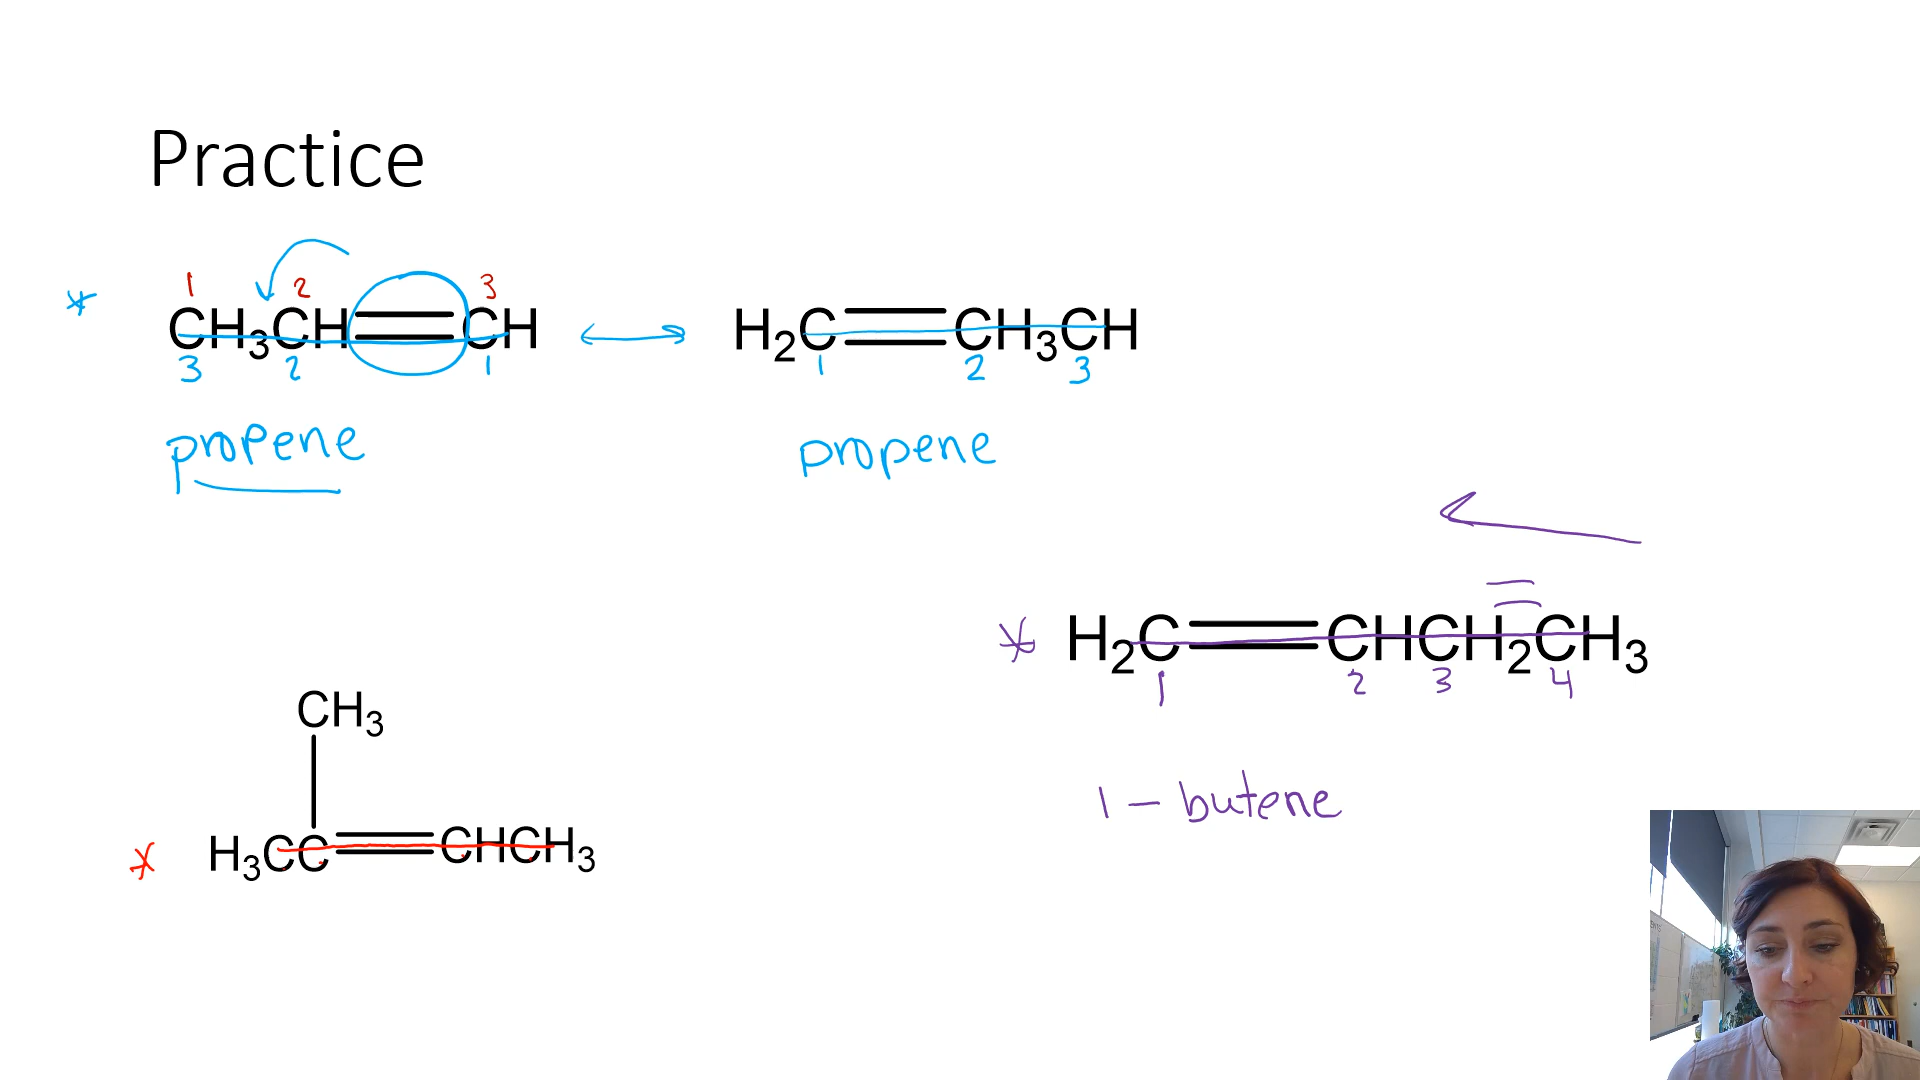 Practice
1 2 3
* CH3CH=CH ↔ H2C=CH3CH
3 2 1 1 2 3
propene propene
* H2C=CHCH2CH3
1 2 3 4
CH3
1 - butene
* H3CC=CHCH3